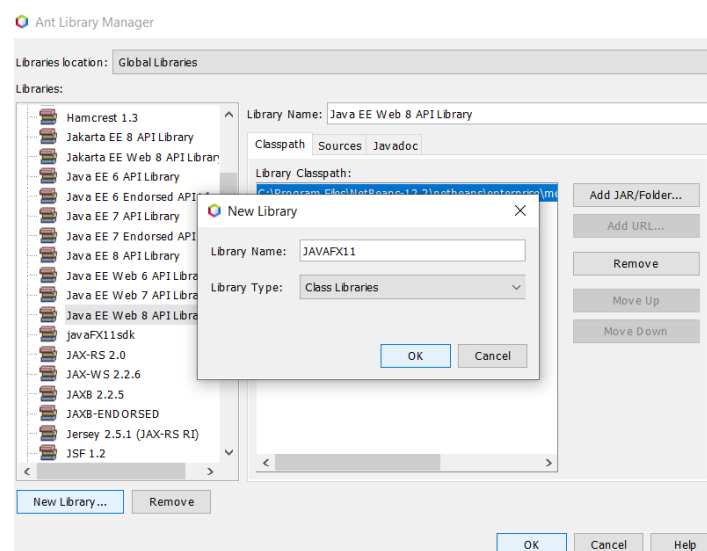 Ant Library Manager
Libraries location: Global Libraries
Libraries:
Hamcrest 1.3
Jakarta EE 8 API Library
Jakarta EE Web 8 API Librar
Java EE 6 API Library
Java EE 6 Endorsed API
Java EE 7 API Library
Java EE 7 Endorsed API
Java EE 8 API Library
Java EE Web 6 API Libra
Java EE Web 7 API Libra
Java EE Web 8 API Libra
javaFX11sdk
JAX-RS 2.0
JAX-WS 2.2.6
JAXB 2.2.5
JAXB-ENDORSED
Jersey 2.5.1 (JAX-RS RI)
JSF 1.2
New Library... Remove
Library Name: Java EE Web 8 API Library
Classpath Sources Javadoc
Library Classpath:
C:\Program Files\NetBeans-12.2\netbeans\enterprise\mo
Add JAR/Folder...
Add URL...
Remove
Move Up
Move Down
New Library
Library Name: JAVAFX11
Library Type: Class Libraries
OK Cancel
OK Cancel Help